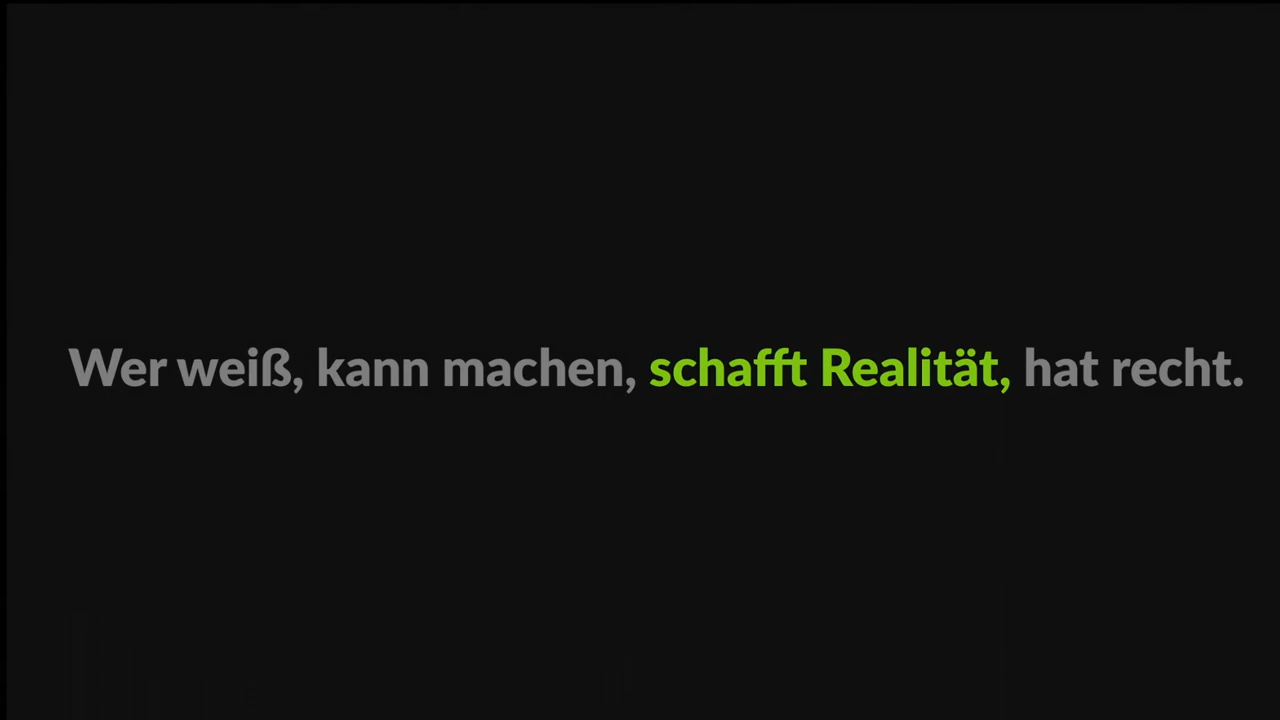 Wer weiß, kann machen, schafft Realität, hat recht.